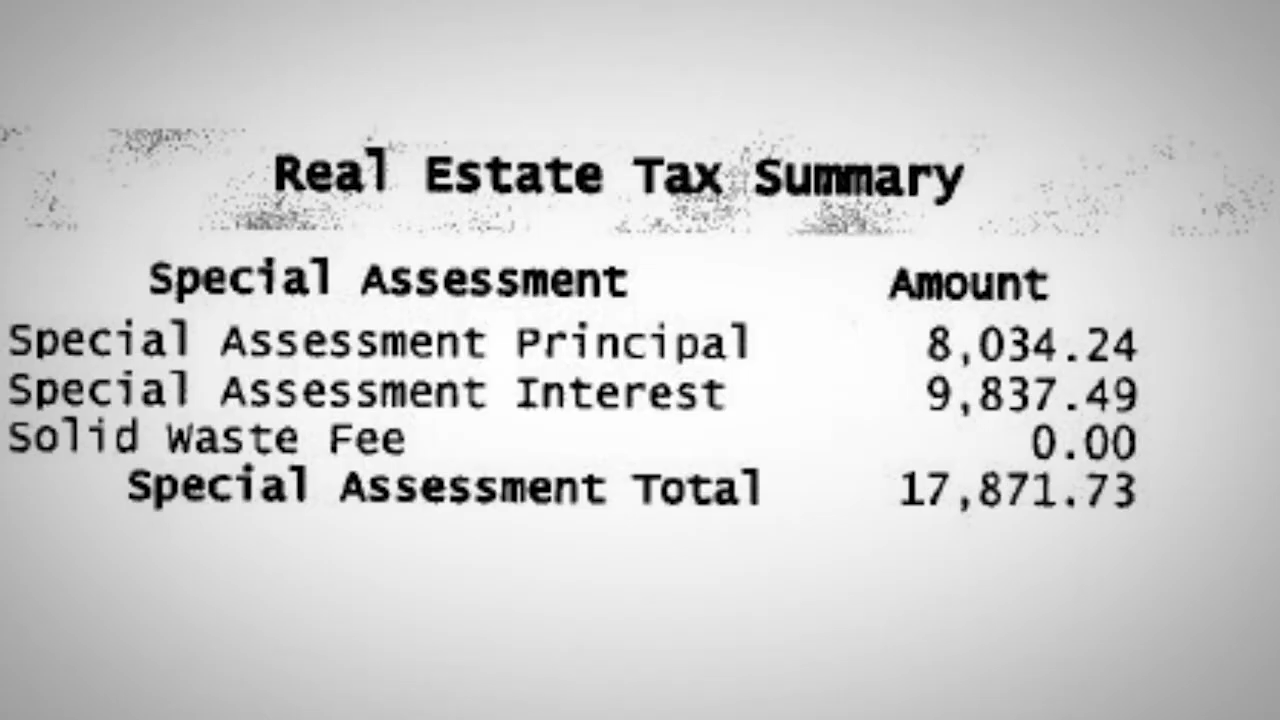 Real Estate Tax Summary
Special Assessment Amount
Special Assessment Principal 8,034.24
Special Assessment Interest 9,837.49
Solid Waste Fee 0.00
Special Assessment Total 17,871.73